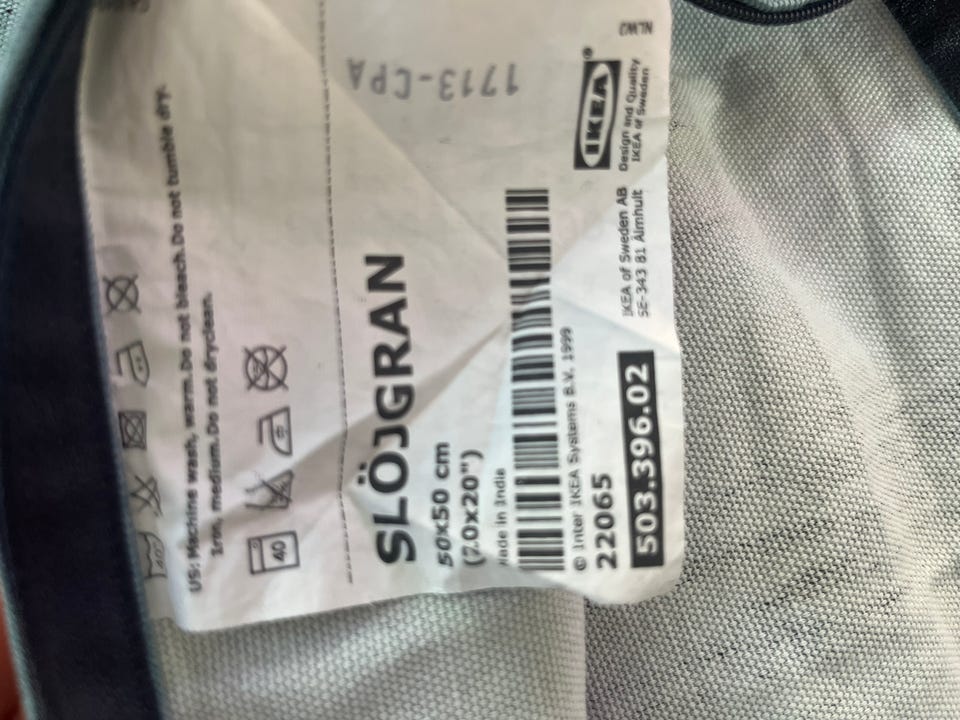 40
US: Machine wash, warm.Do not bleach.Do not tumble dry.
Iron, medium.Do not dryclean.
40
SLÖJGRAN
50x50 cm
(20x20")
Made in India
© Inter IKEA Systems B.V. 1999
22065
503.396.02
IKEA of Sweden AB
SE-343 81 Älmhult
1713-CPA
IKEA®
Design and Quality
IKEA of Sweden